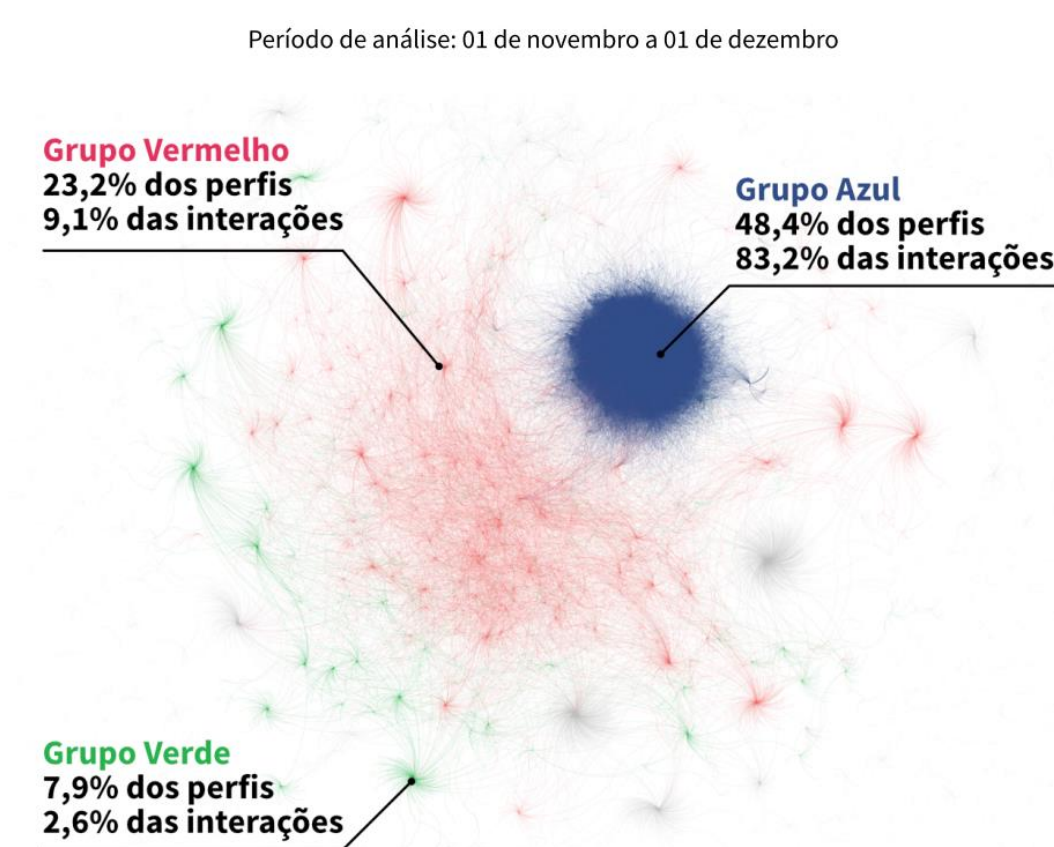 Período de análise: 01 de novembro a 01 de dezembro
Grupo Vermelho
23,2% dos perfis
9,1% das interações
Grupo Azul
48,4% dos perfis
83,2% das interações
Grupo Verde
7,9% dos perfis
2,6% das interações